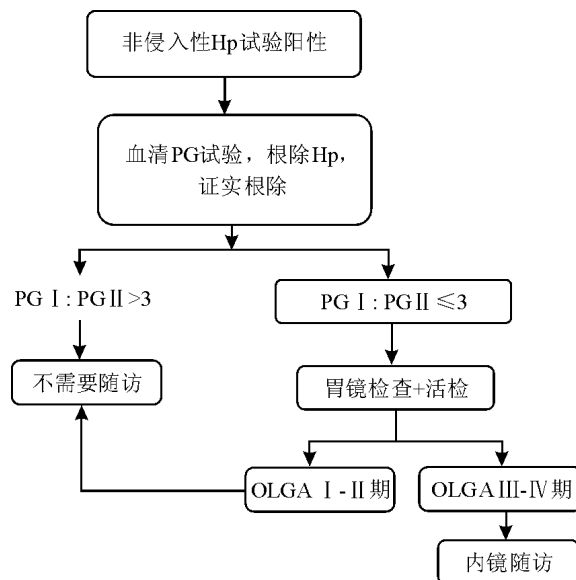 非侵入性Hp试验阳性
血清PG试验，根除Hp，
证实根除
PGⅠ:PGⅡ>3
PGⅠ:PGⅡ≤3
不需要随访
胃镜检查+活检
OLGA Ⅰ-Ⅱ期
OLGAⅢ-Ⅳ期
内镜随访